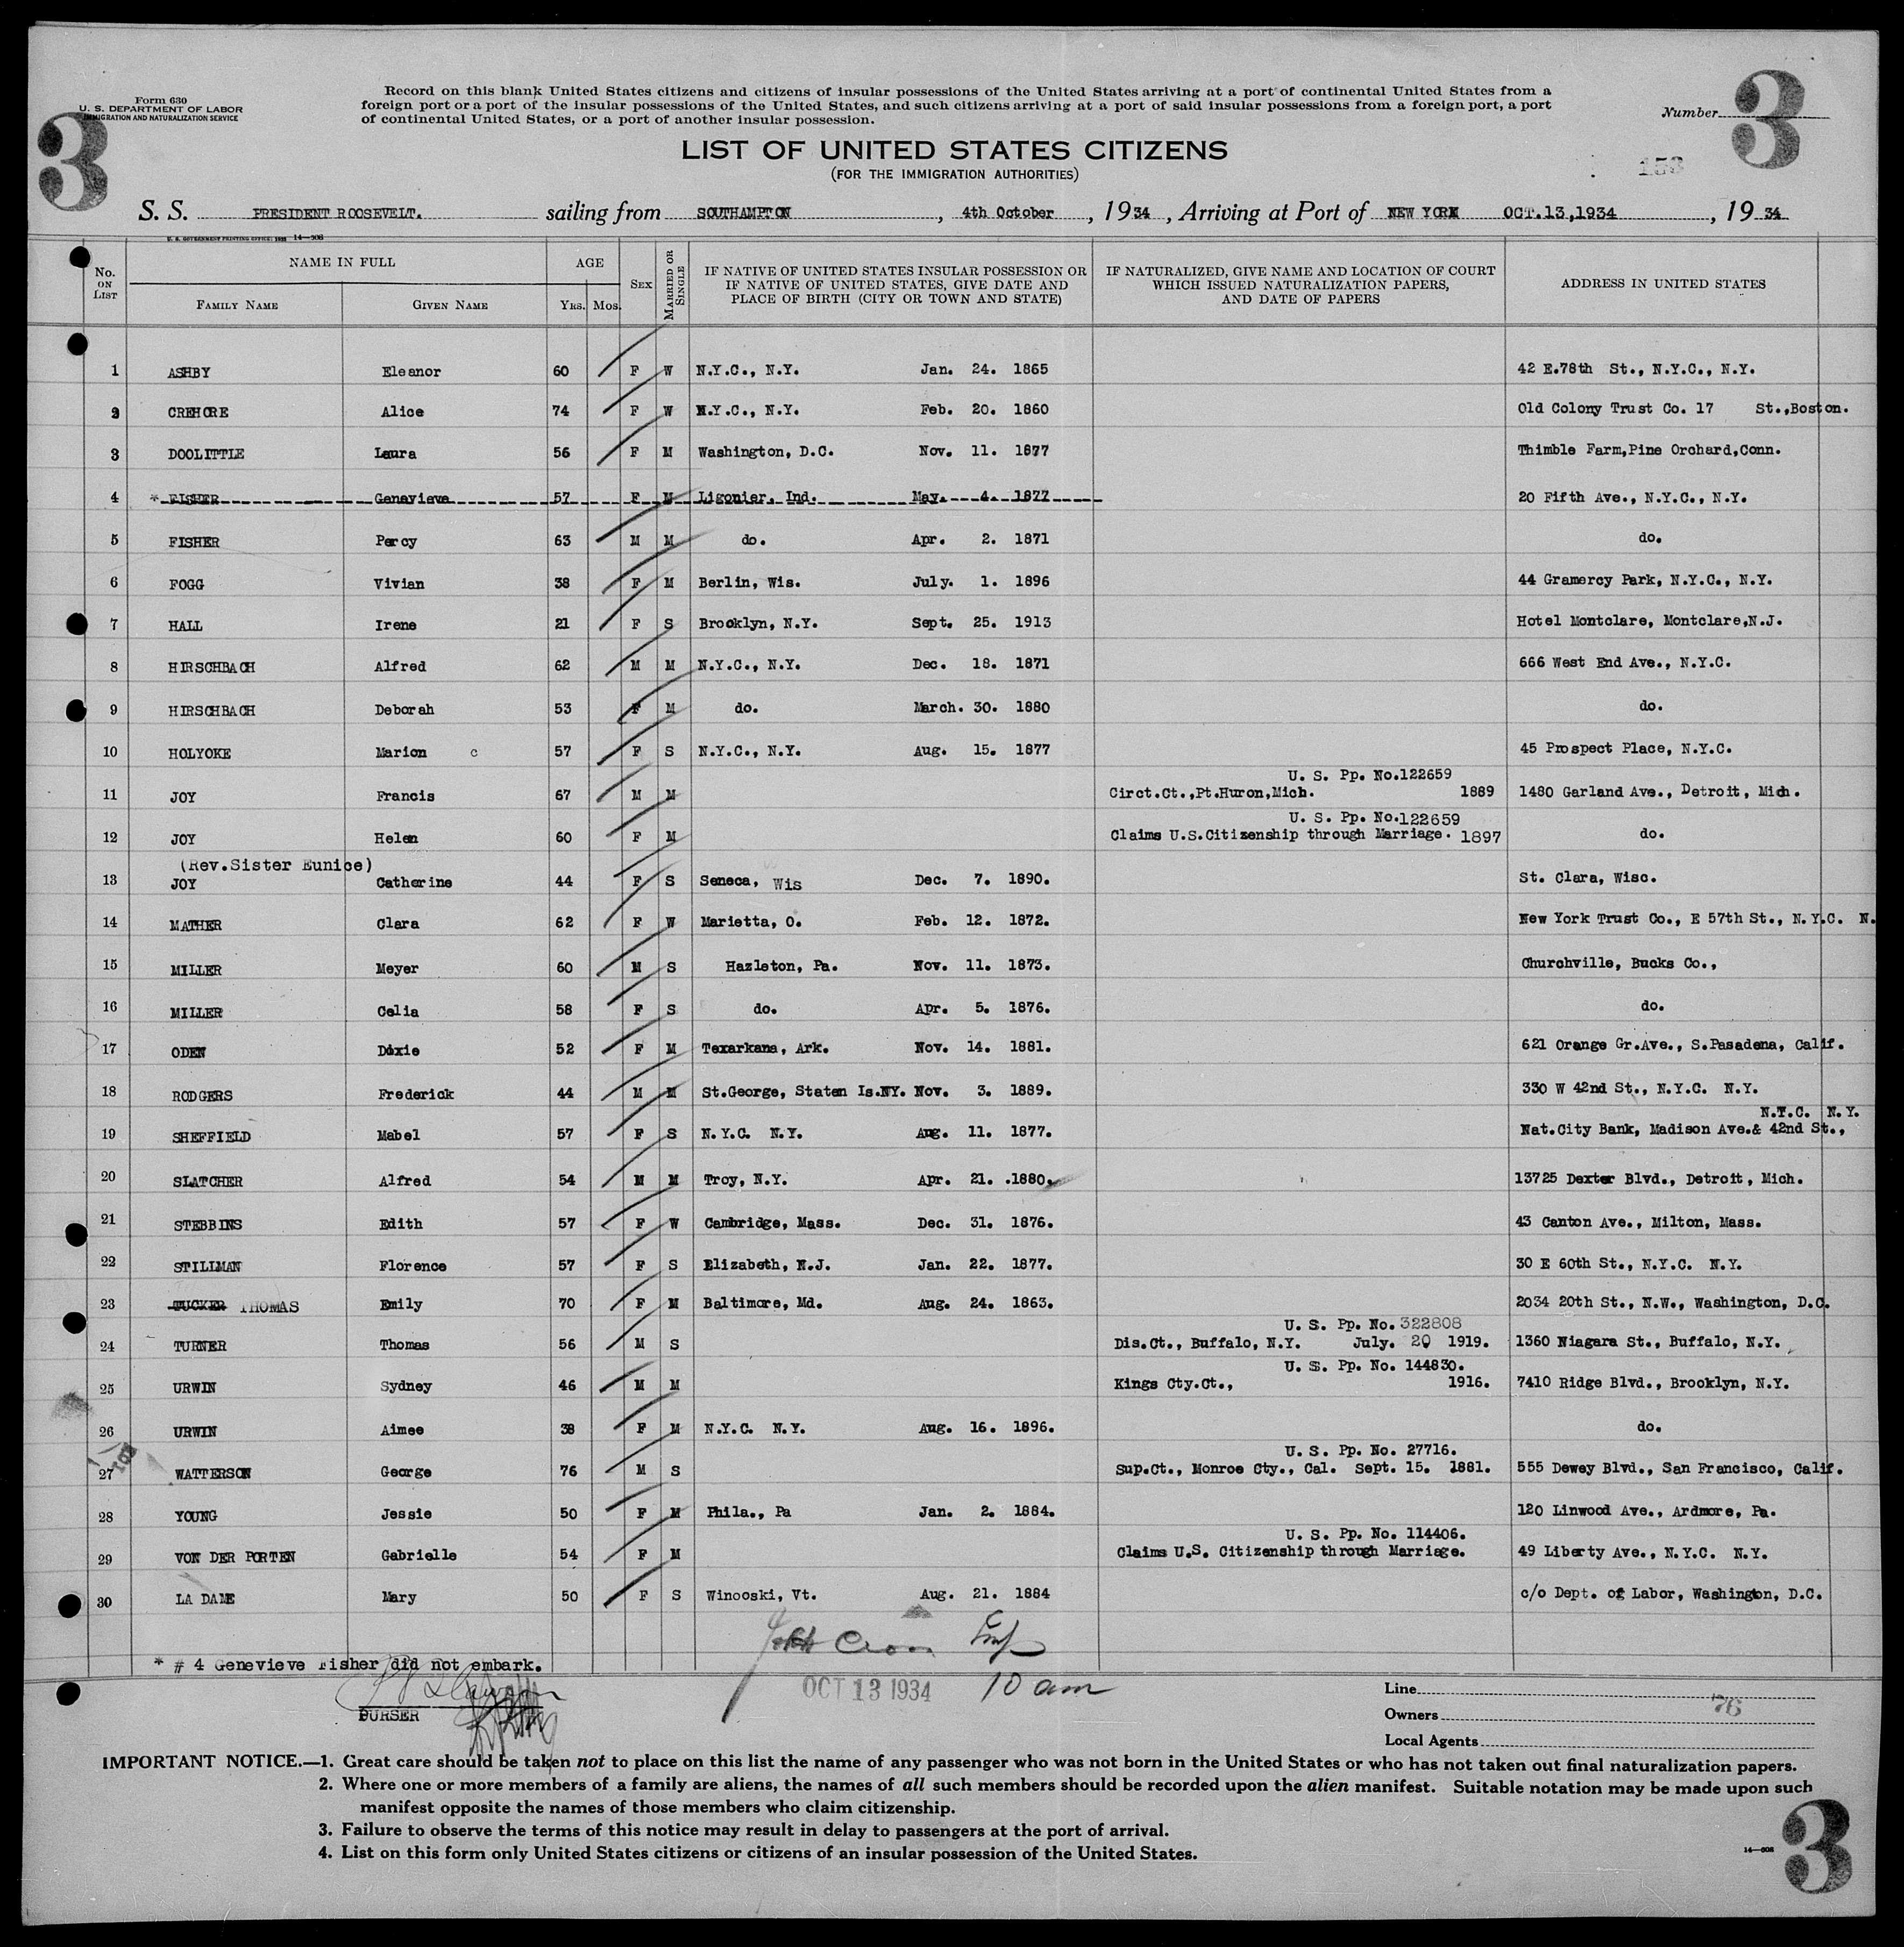 Form 630
U. S. DEPARTMENT OF LABOR
IMMIGRATION AND NATURALIZATION SERVICE
3
Record on this blank United States citizens and citizens of insular possessions of the United States arriving at a port of continental United States from a
foreign port or a port of the insular possessions of the United States, and such citizens arriving at a port of said insular possessions from a foreign port, a port
of continental United States, or a port of another insular possession.
Number 3
LIST OF UNITED STATES CITIZENS
(FOR THE IMMIGRATION AUTHORITIES)
153
S. S. PRESIDENT ROOSEVELT. sailing from SOUTHAMPTON, 4th October, 1934, Arriving at Port of NEW YORK OCT.13,1934, 1934
U. S. GOVERNMENT PRINTING OFFICE: 14—508
No. ON LIST NAME IN FULL FAMILY NAME GIVEN NAME AGE YRS. MOS. SEX MARRIED OR SINGLE
IF NATIVE OF UNITED STATES INSULAR POSSESSION OR IF NATIVE OF UNITED STATES, GIVE DATE AND PLACE OF BIRTH (CITY OR TOWN AND STATE)
IF NATURALIZED, GIVE NAME AND LOCATION OF COURT WHICH ISSUED NATURALIZATION PAPERS, AND DATE OF PAPERS
ADDRESS IN UNITED STATES
1 ASHBY Eleanor 60 F W N.Y.C., N.Y. Jan. 24. 1865 42 E.78th St., N.Y.C., N.Y.
2 CREHORE Alice 74 F W N.Y.C., N.Y. Feb. 20. 1860 Old Colony Trust Co. 17 St.,Boston.
3 DOOLITTLE Laura 56 F M Washington, D.C. Nov. 11. 1877 Thimble Farm,Pine Orchard,Conn.
4 * FISHER Genevieve 57 F M Ligonier, Ind. May. 4. 1877 20 Fifth Ave., N.Y.C., N.Y.
5 FISHER Percy 63 M M do. Apr. 2. 1871 do.
6 FOGG Vivian 38 F M Berlin, Wis. July. 1. 1896 44 Gramercy Park, N.Y.C., N.Y.
7 HALL Irene 21 F S Brooklyn, N.Y. Sept. 25. 1913 Hotel Montclare, Montclare,N.J.
8 HIRSCHBACH Alfred 62 M M N.Y.C., N.Y. Dec. 18. 1871 666 West End Ave., N.Y.C.
9 HIRSCHBACH Deborah 53 F M do. March. 30. 1880 do.
10 HOLYOKE Marion c 57 F S N.Y.C., N.Y. Aug. 15. 1877 45 Prospect Place, N.Y.C.
U. S. Pp. No.122659
11 JOY Francis 67 M M Circt.Ct.,Pt.Huron,Mich. 1889 1480 Garland Ave., Detroit, Mich.
U. S. Pp. No.122659
12 JOY Helen 60 F M Claims U.S.Citizenship through Marriage. 1897 do.
(Rev.Sister Eunice)
13 JOY Catherine 44 F S Seneca, Wis Dec. 7. 1890. St. Clara, Wisc.
14 MATHER Clara 62 F W Marietta, O. Feb. 12. 1872. New York Trust Co., E 57th St., N.Y.C. N.
15 MILLER Meyer 60 M S Hazleton, Pa. Nov. 11. 1873. Churchville, Bucks Co.,
16 MILLER Celia 58 F S do. Apr. 5. 1876. do.
17 ODEN Dixie 52 F M Texarkana, Ark. Nov. 14. 1881. 621 Orange Gr.Ave., S.Pasadena, Calif.
18 RODGERS Frederick 44 M M St.George, Staten Is.NY. Nov. 3. 1889. 330 W 42nd St., N.Y.C. N.Y.
N.Y.C. N.Y.
19 SHEFFIELD Mabel 57 F S N.Y.C. N.Y. Aug. 11. 1877. Nat.City Bank, Madison Ave.& 42nd St.,
20 SLATCHER Alfred 54 M M Troy, N.Y. Apr. 21. .1880. 13725 Dexter Blvd., Detroit, Mich.
21 STEBBINS Edith 57 F W Cambridge, Mass. Dec. 31. 1876. 43 Canton Ave., Milton, Mass.
22 STILLMAN Florence 57 F S Elizabeth, N.J. Jan. 22. 1877. 30 E 60th St., N.Y.C. N.Y.
23 TUCKER THOMAS Emily 70 F M Baltimore, Md. Aug. 24. 1863. 2034 20th St., N.W., Washington, D.C.
U. S. Pp. No. 322808
24 TURNER Thomas 56 M S Dis.Ct., Buffalo, N.Y. July. 20 1919. 1360 Niagara St., Buffalo, N.Y.
U. S. Pp. No. 144830.
25 URWIN Sydney 46 M M Kings Cty.Ct., 1916. 7410 Ridge Blvd., Brooklyn, N.Y.
26 URWIN Aimee 38 F M N.Y.C. N.Y. Aug. 16. 1896. do.
U. S. Pp. No. 27716.
27 WATTERSON George 76 M S Sup.Ct., Monroe Cty., Cal. Sept. 15. 1881. 555 Dewey Blvd., San Francisco, Calif.
28 YOUNG Jessie 50 F M Phila., Pa Jan. 2. 1884. 120 Linwood Ave., Ardmore, Pa.
U. S. Pp. No. 114406.
29 VON DER PORTEN Gabrielle 54 F M Claims U.S. Citizenship through Marriage. 49 Liberty Ave., N.Y.C. N.Y.
30 LA DAME Mary 50 F S Winooski, Vt. Aug. 21. 1884 c/o Dept. of Labor, Washington, D.C.
* # 4 Genevieve Fisher did not embark.
OCT 13 1934 10 am
PURSER
Line
Owners 76
Local Agents
IMPORTANT NOTICE.—1. Great care should be taken not to place on this list the name of any passenger who was not born in the United States or who has not taken out final naturalization papers.
2. Where one or more members of a family are aliens, the names of all such members should be recorded upon the alien manifest. Suitable notation may be made upon such
manifest opposite the names of those members who claim citizenship.
3. Failure to observe the terms of this notice may result in delay to passengers at the port of arrival.
4. List on this form only United States citizens or citizens of an insular possession of the United States.
14—508
3